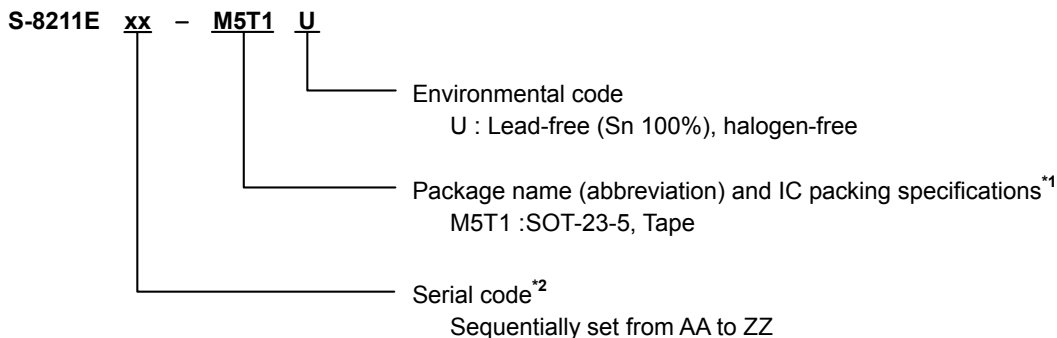 S-8211E xx – M5T1 U
Environmental code
U : Lead-free (Sn 100%), halogen-free
Package name (abbreviation) and IC packing specifications*1
M5T1 :SOT-23-5, Tape
Serial code*2
Sequentially set from AA to ZZ